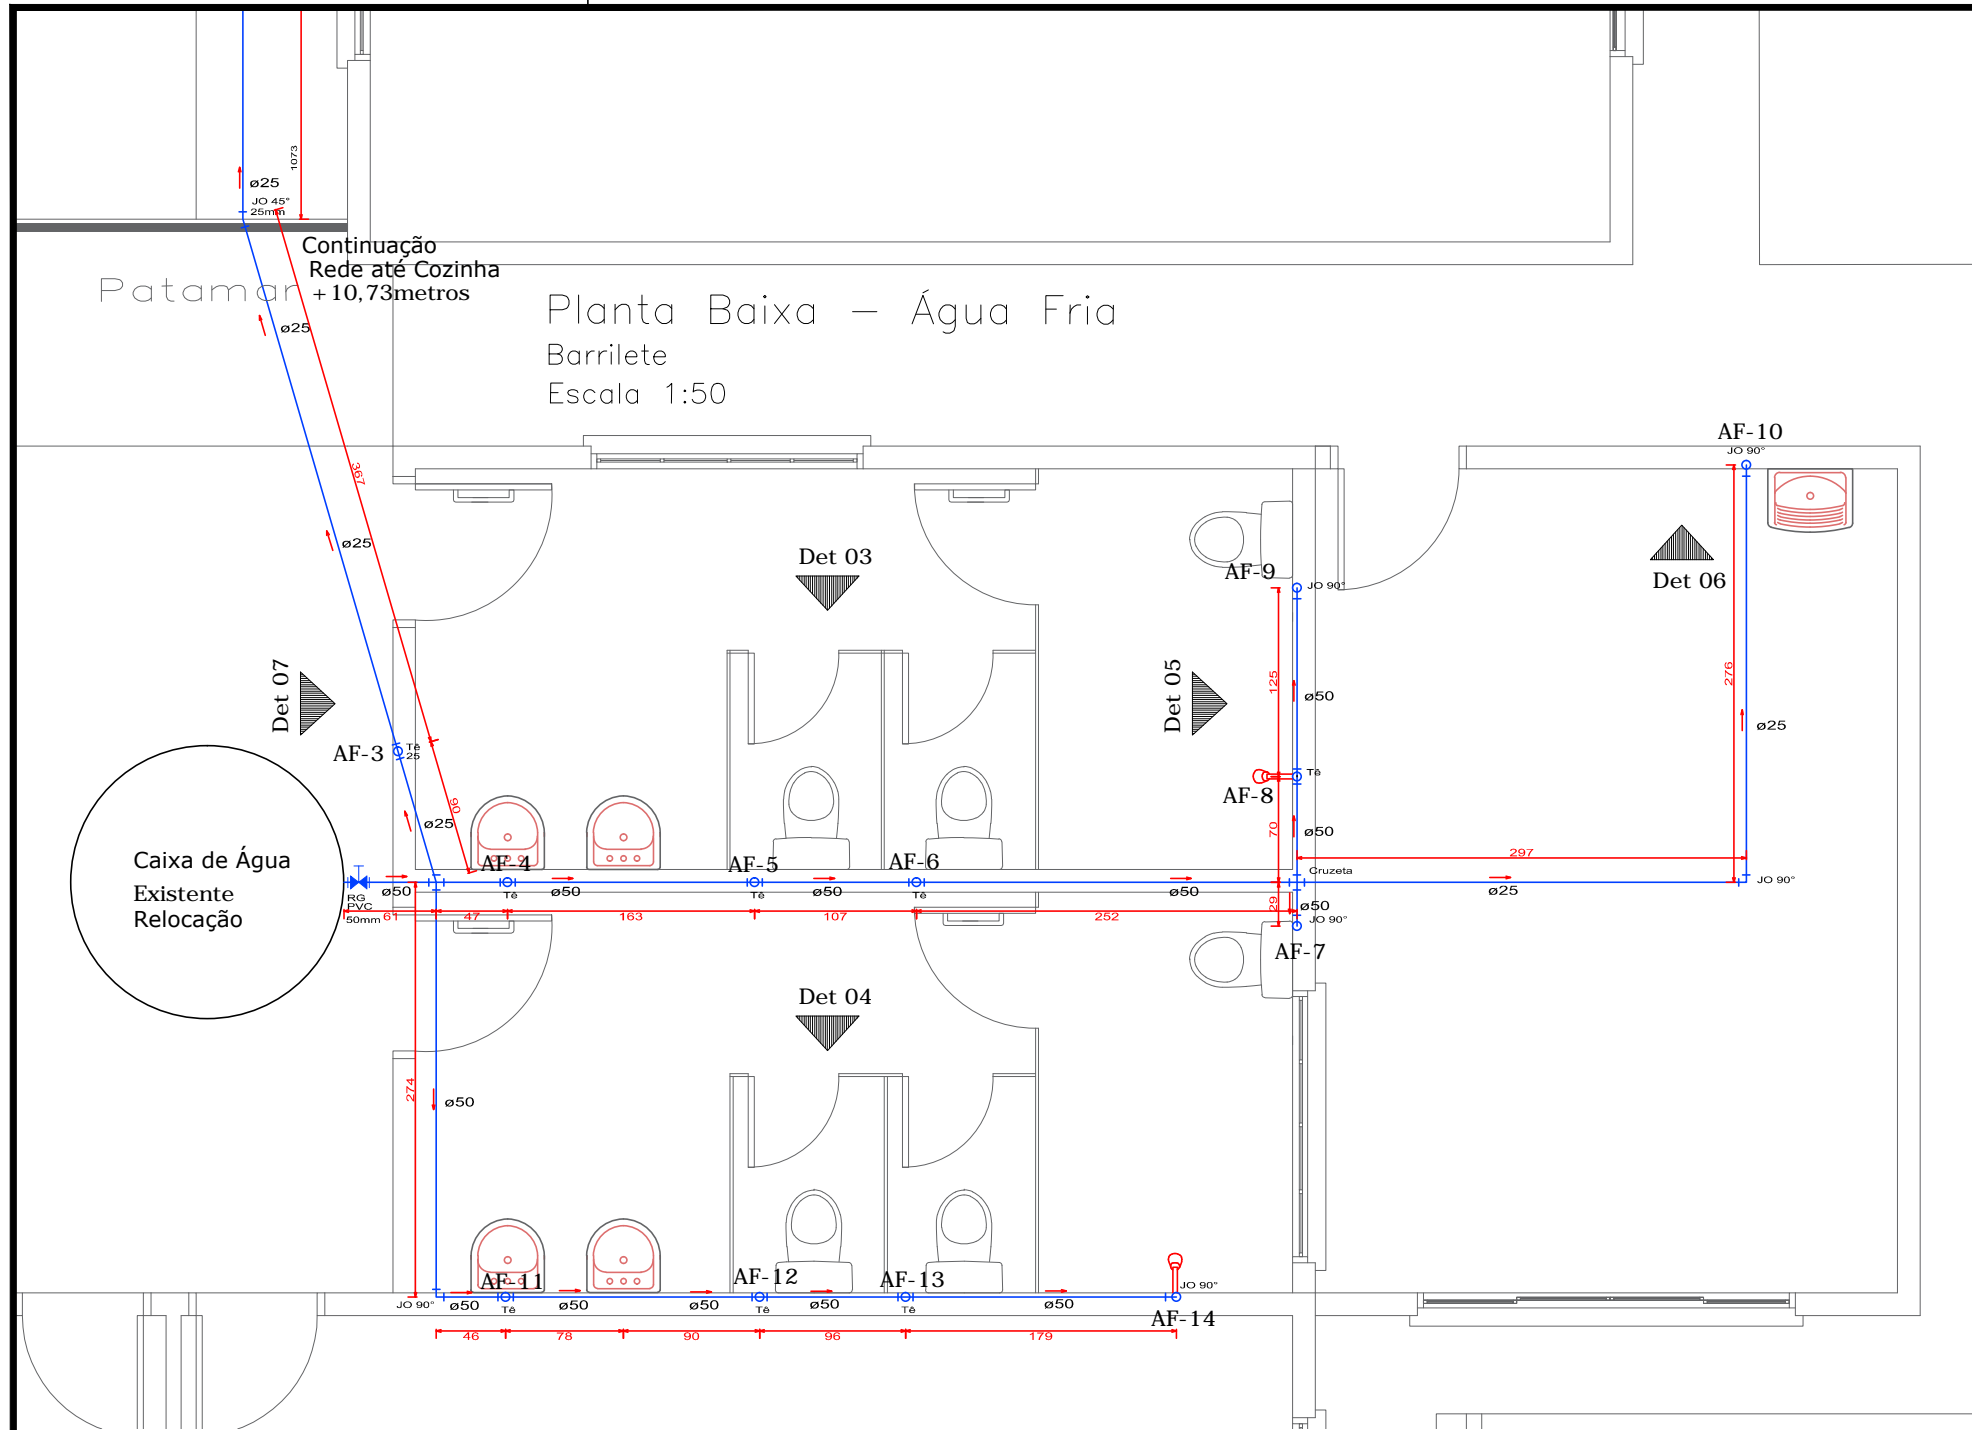 1073
ø25
JO 45°
25mm
Continuação
Rede até Cozinha
+10,73metros
Patamar
ø25
Planta Baixa – Água Fria
Barrilete
Escala 1:50
AF-10
JO 90°
367
ø25
Det 03
AF-9
JO 90°
Det 06
Det 07
Det 05
125
ø50
276
ø25
AF-3
Tê
25
Tê
AF-8
90
ø25
70
ø50
297
Caixa de Água
Existente
Relocação
AF-4
AF-5
AF-6
Cruzeta
JO 90°
ø50
ø50
ø50
ø50
ø25
RG
PVC
50mm
Tê
Tê
Tê
61
47
163
107
252
29
ø50
JO 90°
AF-7
Det 04
274
ø50
AF-11
AF-12
AF-13
JO 90°
JO 90°
ø50
ø50
ø50
ø50
ø50
Tê
Tê
Tê
AF-14
46
78
90
96
179